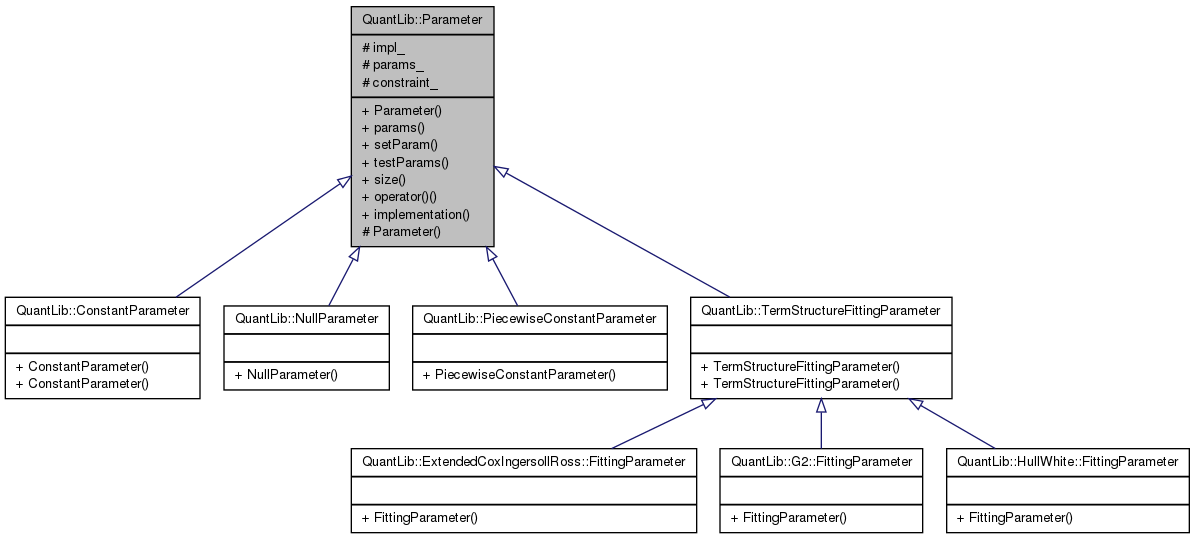 QuantLib::Parameter
# impl_
# params_
# constraint_
+ Parameter()
+ params()
+ setParam()
+ testParams()
+ size()
+ operator()()
+ implementation()
# Parameter()
QuantLib::ConstantParameter
+ ConstantParameter()
+ ConstantParameter()
QuantLib::NullParameter
+ NullParameter()
QuantLib::PiecewiseConstantParameter
+ PiecewiseConstantParameter()
QuantLib::TermStructureFittingParameter
+ TermStructureFittingParameter()
+ TermStructureFittingParameter()
QuantLib::ExtendedCoxIngersollRoss::FittingParameter
+ FittingParameter()
QuantLib::G2::FittingParameter
+ FittingParameter()
QuantLib::HullWhite::FittingParameter
+ FittingParameter()